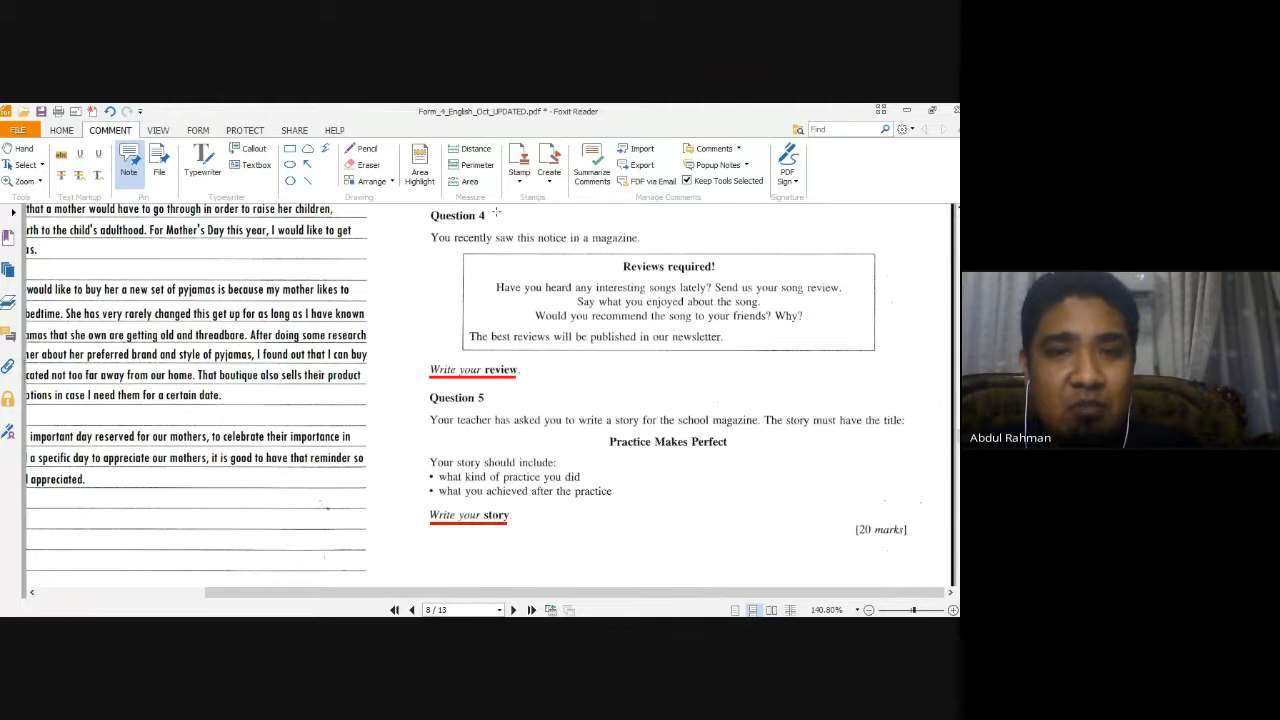 Form_4_English_Oct_UPDATED.pdf * - Foxit Reader
FILE
HOME
COMMENT
VIEW
FORM
PROTECT
SHARE
HELP
Find
Hand
Select
Zoom
Tools
Text Markup
Note
File
Pin
Typewriter
Callout
Textbox
Typewriter
Pencil
Eraser
Arrange
Drawing
Area
Highlight
Distance
Perimeter
Area
Measure
Stamp
Create
Stamps
Summarize
Comments
Import
Export
FDF via Email
Comments
Popup Notes
Keep Tools Selected
Manage Comments
PDF
Sign
Signature
that a mother would have to go through in order to raise her children,
rth to the child's adulthood. For Mother's Day this year, I would like to get
as.
would like to buy her a new set of pyjamas is because my mother likes to
bedtime. She has very rarely changed this get up for as long as I have known
omas that she own are getting old and threadbare. After doing some research
her about her preferred brand and style of pyjamas, I found out that I can buy
cated not too far away from our home. That boutique also sells their product
otions in case I need them for a certain date.
important day reserved for our mothers, to celebrate their importance in
a specific day to appreciate our mothers, it is good to have that reminder so
appreciated.
Question 4
You recently saw this notice in a magazine.
Reviews required!
Have you heard any interesting songs lately? Send us your song review.
Say what you enjoyed about the song.
Would you recommend the song to your friends? Why?
The best reviews will be published in our newsletter.
Write your review.
Question 5
Your teacher has asked you to write a story for the school magazine. The story must have the title:
Practice Makes Perfect
Your story should include:
• what kind of practice you did
• what you achieved after the practice
Write your story.
[20 marks]
8 / 13
140.80%
Abdul Rahman